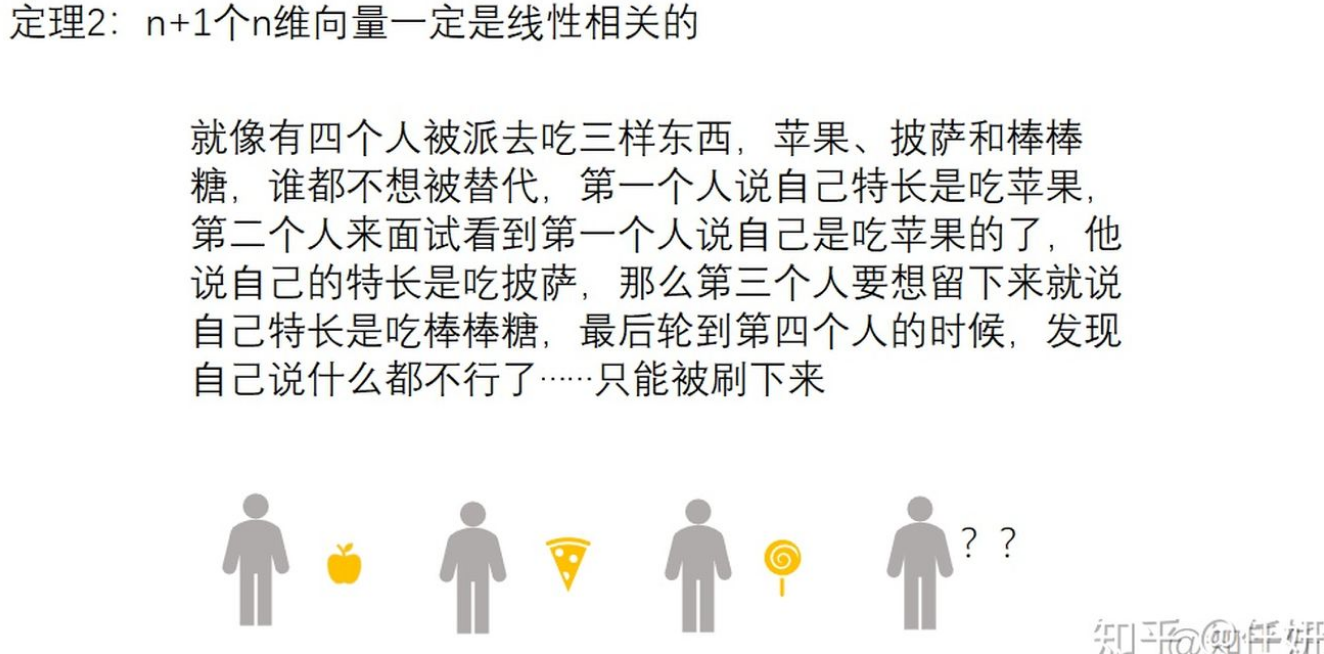 定理2：n+1个n维向量一定是线性相关的
就像有四个人被派去吃三样东西，苹果、披萨和棒棒
糖，谁都不想被替代，第一个人说自己特长是吃苹果，
第二个人来面试看到第一个人说自己是吃苹果的了，他
说自己的特长是吃披萨，那么第三个人要想留下来就说
自己特长是吃棒棒糖，最后轮到第四个人的时候，发现
自己说什么都不行了……只能被刷下来
？？
知乎